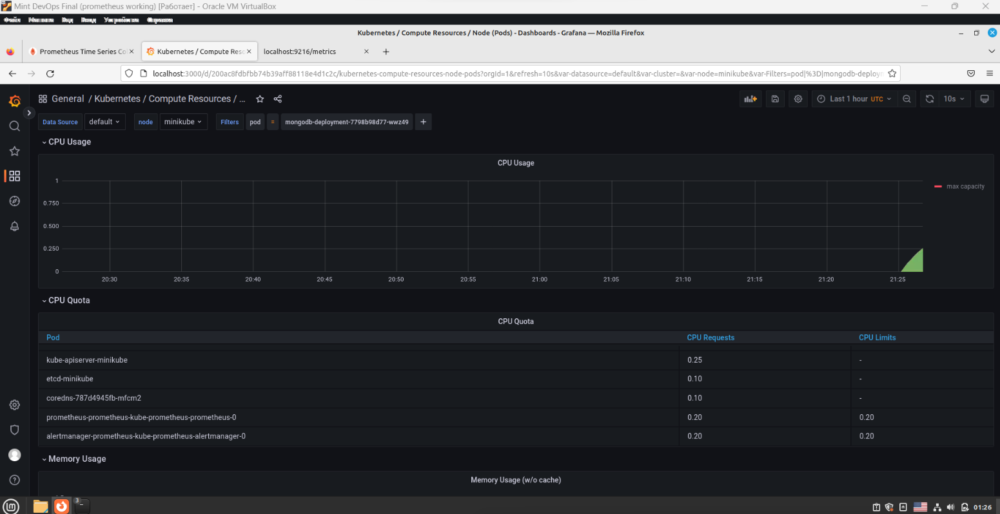 Mint DevOps Final (prometheus working) [Работает] - Oracle VM VirtualBox
Файл Машина Вид Ввод Устройства Справка
Kubernetes / Compute Resources / Node (Pods) - Dashboards - Grafana — Mozilla Firefox
Prometheus Time Series Co
Kubernetes / Compute Reso
localhost:9216/metrics
localhost:3000/d/200ac8fdbfbb74b39aff88118e4d1c2c/kubernetes-compute-resources-node-pods?orgId=1&refresh=10s&var-datasource=default&var-cluster=&var-node=minikube&var-Filters=pod|%3D|mongodb-deploym
General / Kubernetes / Compute Resources / ...
Last 1 hour UTC
10s
Data Source default node minikube Filters pod = mongodb-deployment-7798b98d77-wwz49 +
CPU Usage
CPU Usage
1
0.750
0.500
0.250
0
20:30 20:35 20:40 20:45 20:50 20:55 21:00 21:05 21:10 21:15 21:20 21:25
max capacity
CPU Quota
CPU Quota
Pod CPU Requests CPU Limits
kube-apiserver-minikube 0.25 -
etcd-minikube 0.10 -
coredns-787d4945fb-mfcm2 0.10 -
prometheus-prometheus-kube-prometheus-prometheus-0 0.20 0.20
alertmanager-prometheus-kube-prometheus-alertmanager-0 0.20 0.20
Memory Usage
Memory Usage (w/o cache)
3
01:26